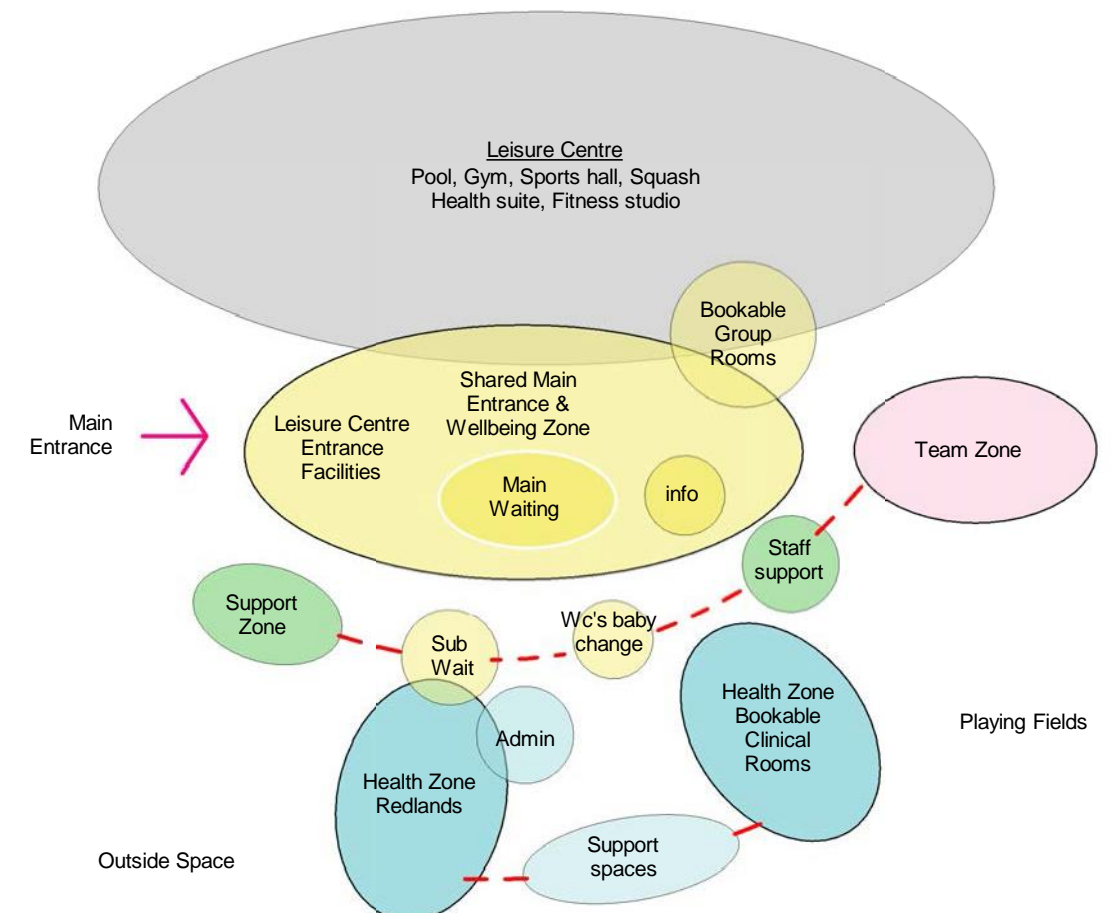 Leisure Centre
Pool, Gym, Sports hall, Squash
Health suite, Fitness studio
Bookable
Group
Rooms
Shared Main
Entrance &
Wellbeing Zone
Leisure Centre
Entrance
Facilities
Main
Entrance
Main
Waiting
info
Team Zone
Staff
support
Support
Zone
Sub
Wait
Wc's baby
change
Admin
Health Zone
Bookable
Clinical
Rooms
Playing Fields
Health Zone
Redlands
Support
spaces
Outside Space